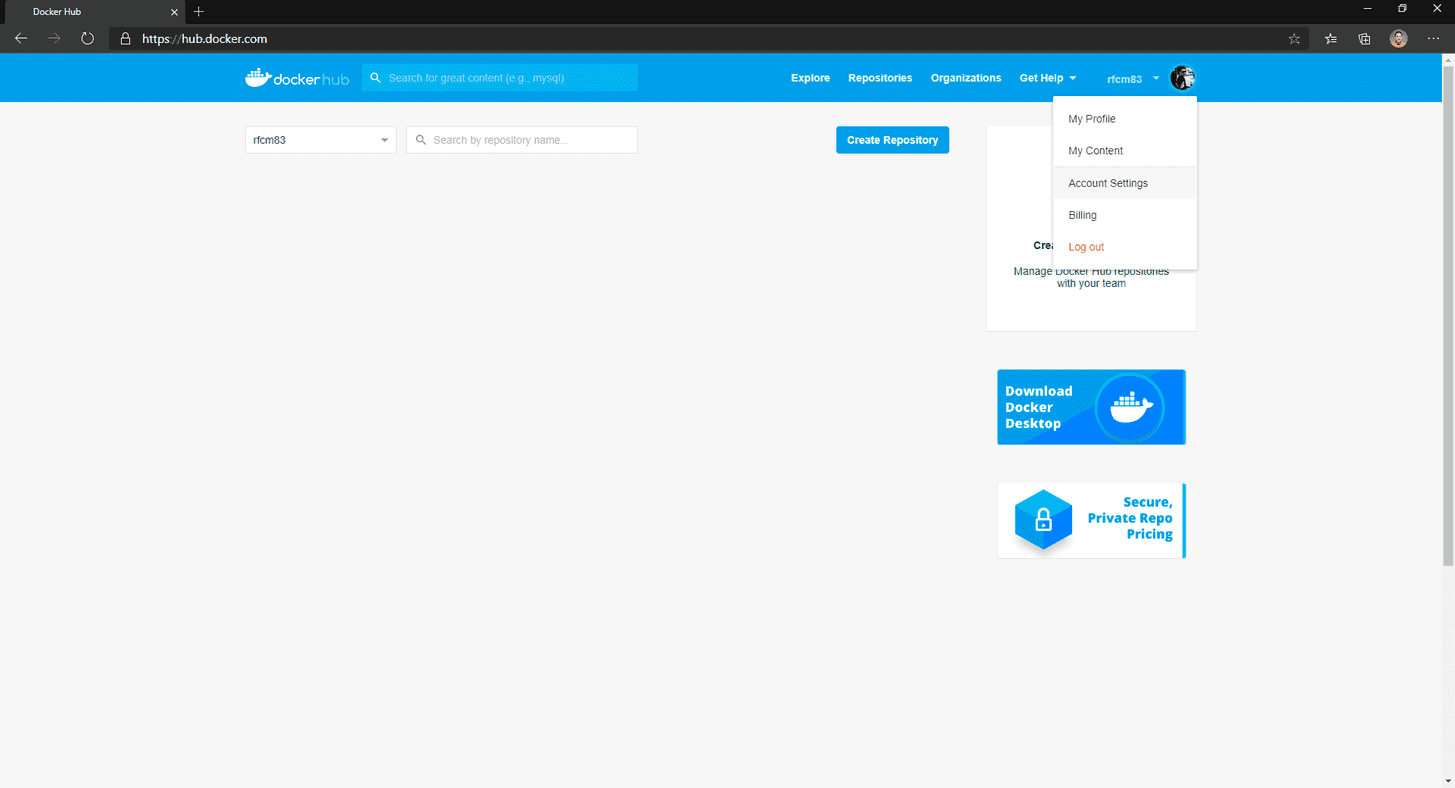 Docker Hub
https://hub.docker.com
docker hub
Search for great content (e.g., mysql)
Explore
Repositories
Organizations
Get Help
rfcm83
My Profile
My Content
Account Settings
Billing
Log out
rfcm83
Search by repository name...
Create Repository
Manage Docker Hub repositories
with your team
Download
Docker
Desktop
Secure,
Private Repo
Pricing